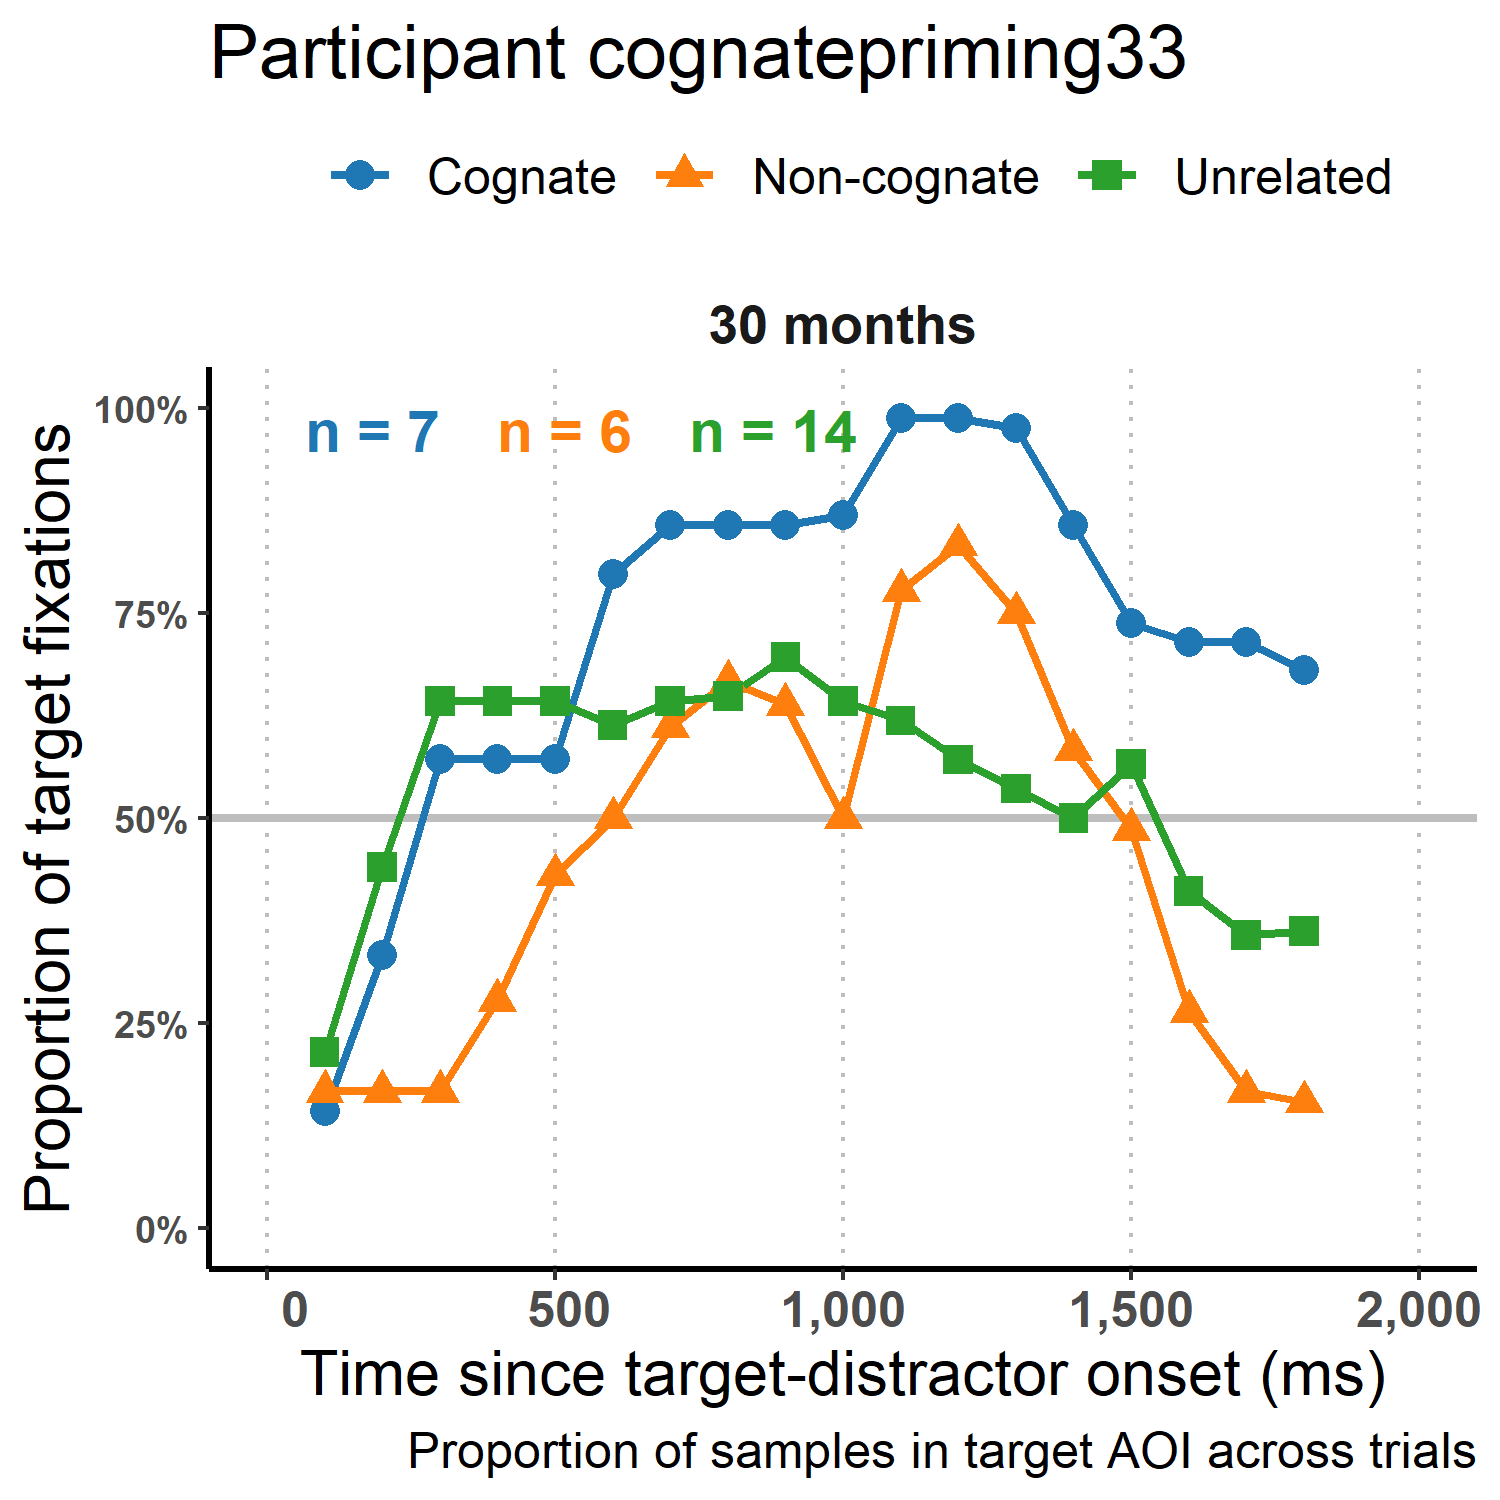 Participant cognatepriming33
Cognate Non-cognate Unrelated
30 months
n = 7 n = 6 n = 14
Proportion of target fixations
100%
75%
50%
25%
0%
0 500 1,000 1,500 2,000
Time since target-distractor onset (ms)
Proportion of samples in target AOI across trials